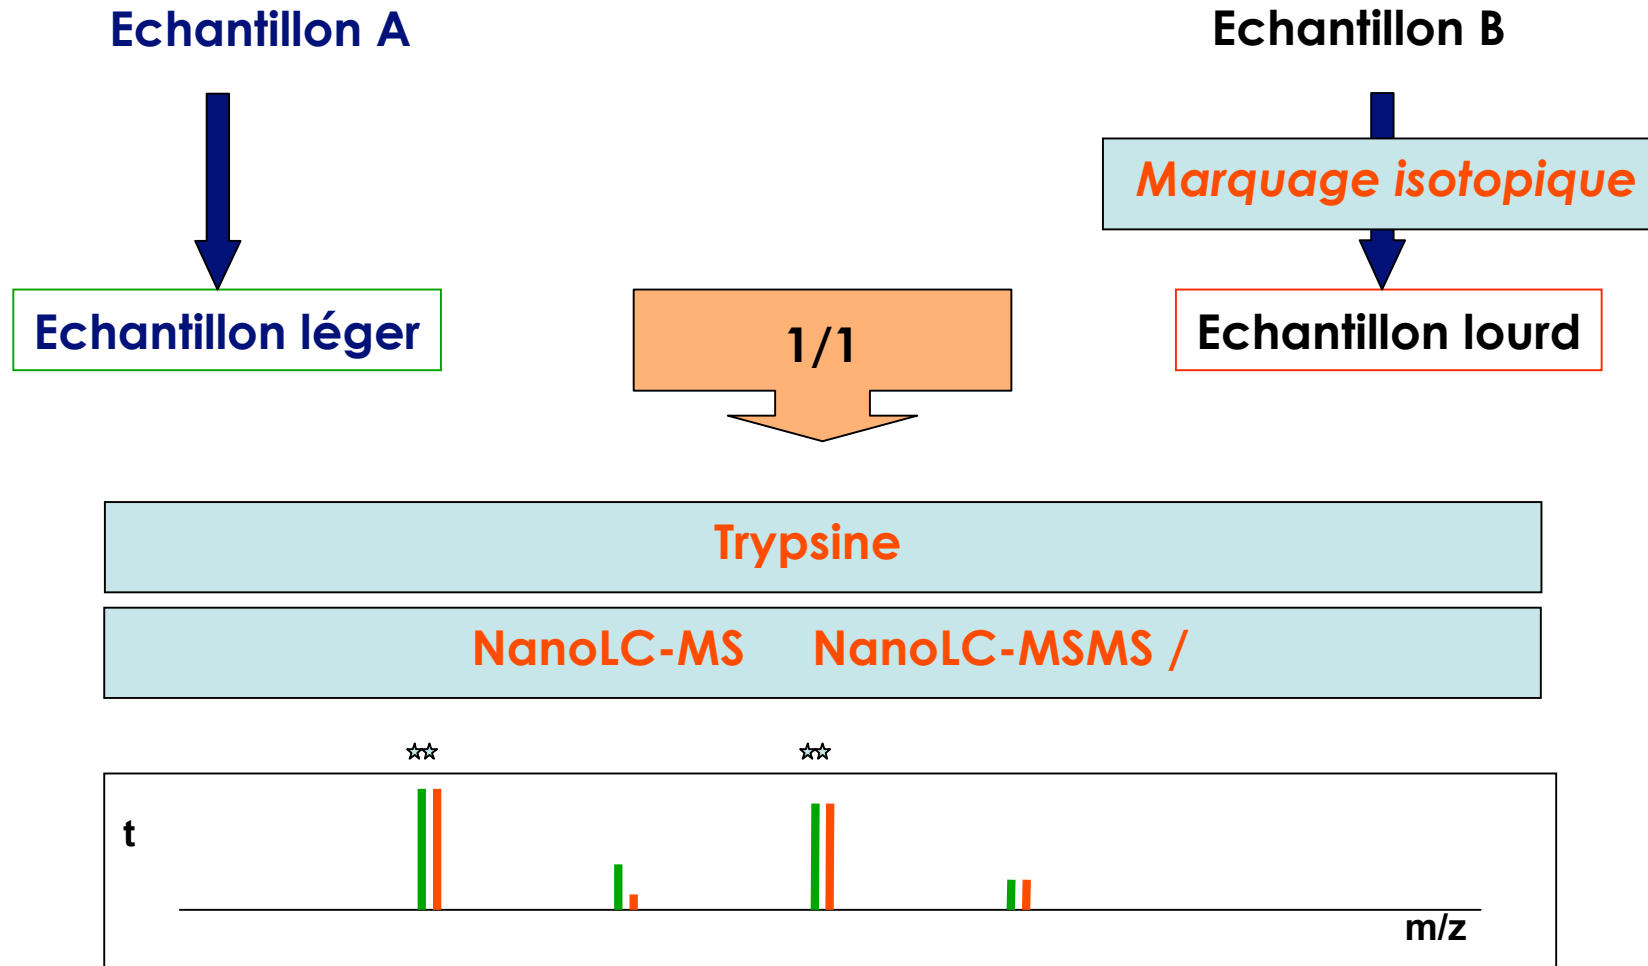 Echantillon A
Echantillon B
Marquage isotopique
Echantillon léger
1/1
Echantillon lourd
Trypsine
NanoLC-MS NanoLC-MSMS /
t
m/z